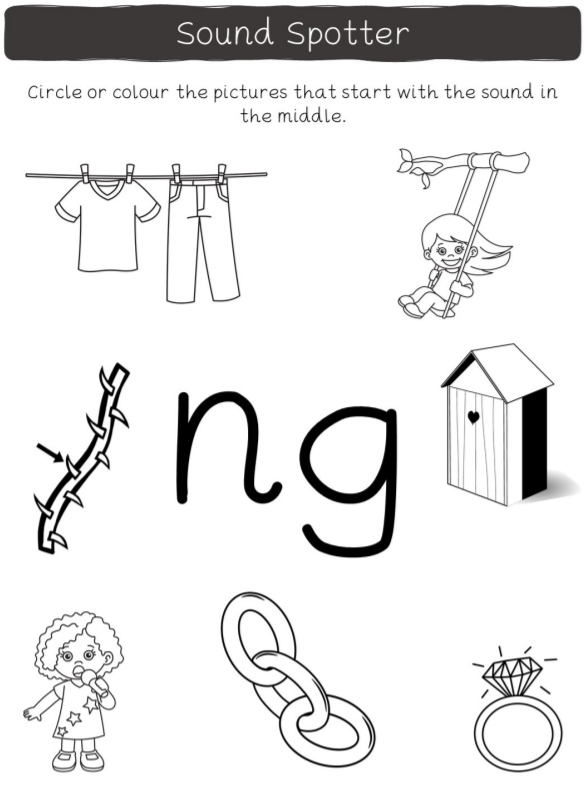 Sound Spotter
Circle or colour the pictures that start with the sound in
the middle.
ng